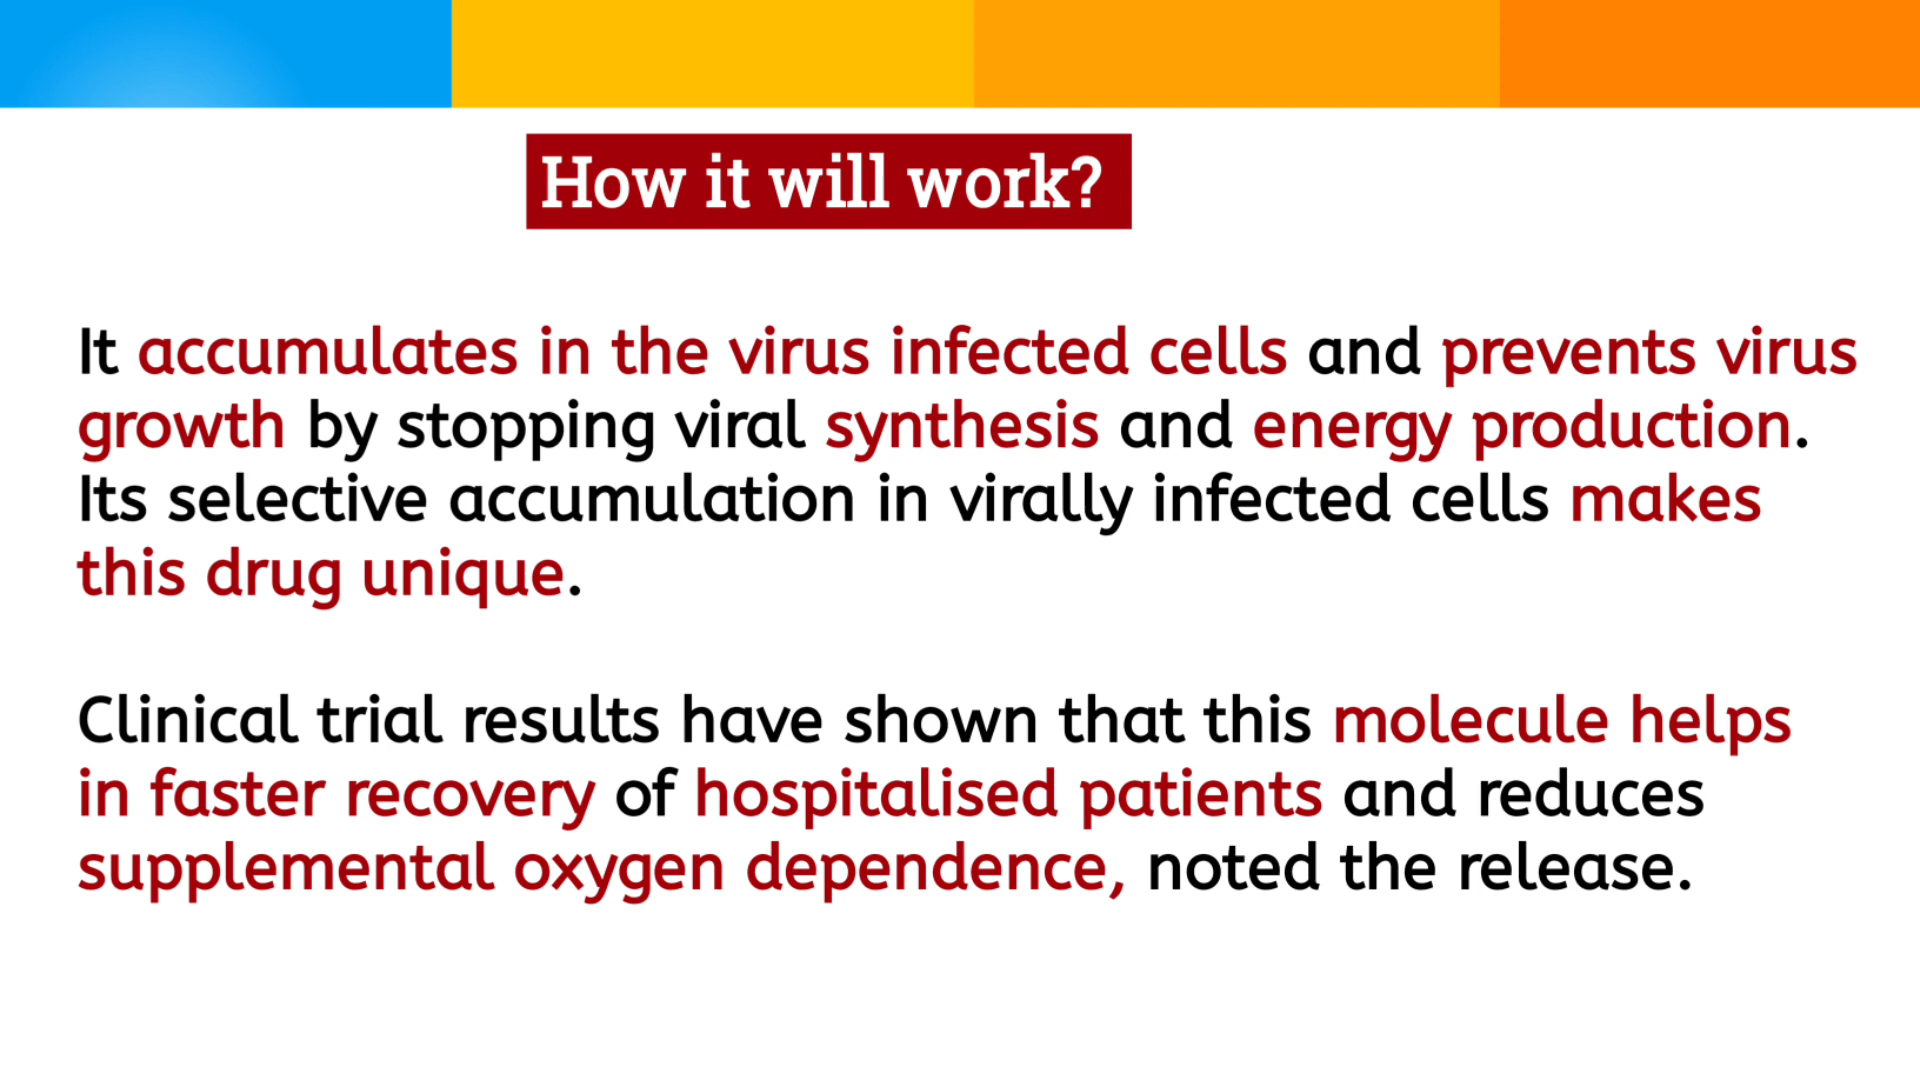 How it will work?
It accumulates in the virus infected cells and prevents virus
growth by stopping viral synthesis and energy production.
Its selective accumulation in virally infected cells makes
this drug unique.
Clinical trial results have shown that this molecule helps
in faster recovery of hospitalised patients and reduces
supplemental oxygen dependence, noted the release.